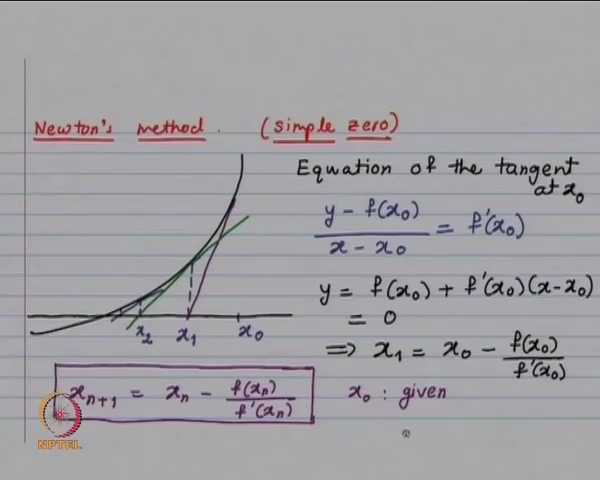 Newton's method. (simple zero)
Equation of the tangent
at x₀
y - f(x₀) / x - x₀ = f'(x₀)
y = f(x₀) + f'(x₀)(x-x₀)
= 0
⇒ x₁ = x₀ - f(x₀) / f'(x₀)
x₂ x₁ x₀
xₙ₊₁ = xₙ - f(xₙ) / f'(xₙ) x₀ : given
NPTEL